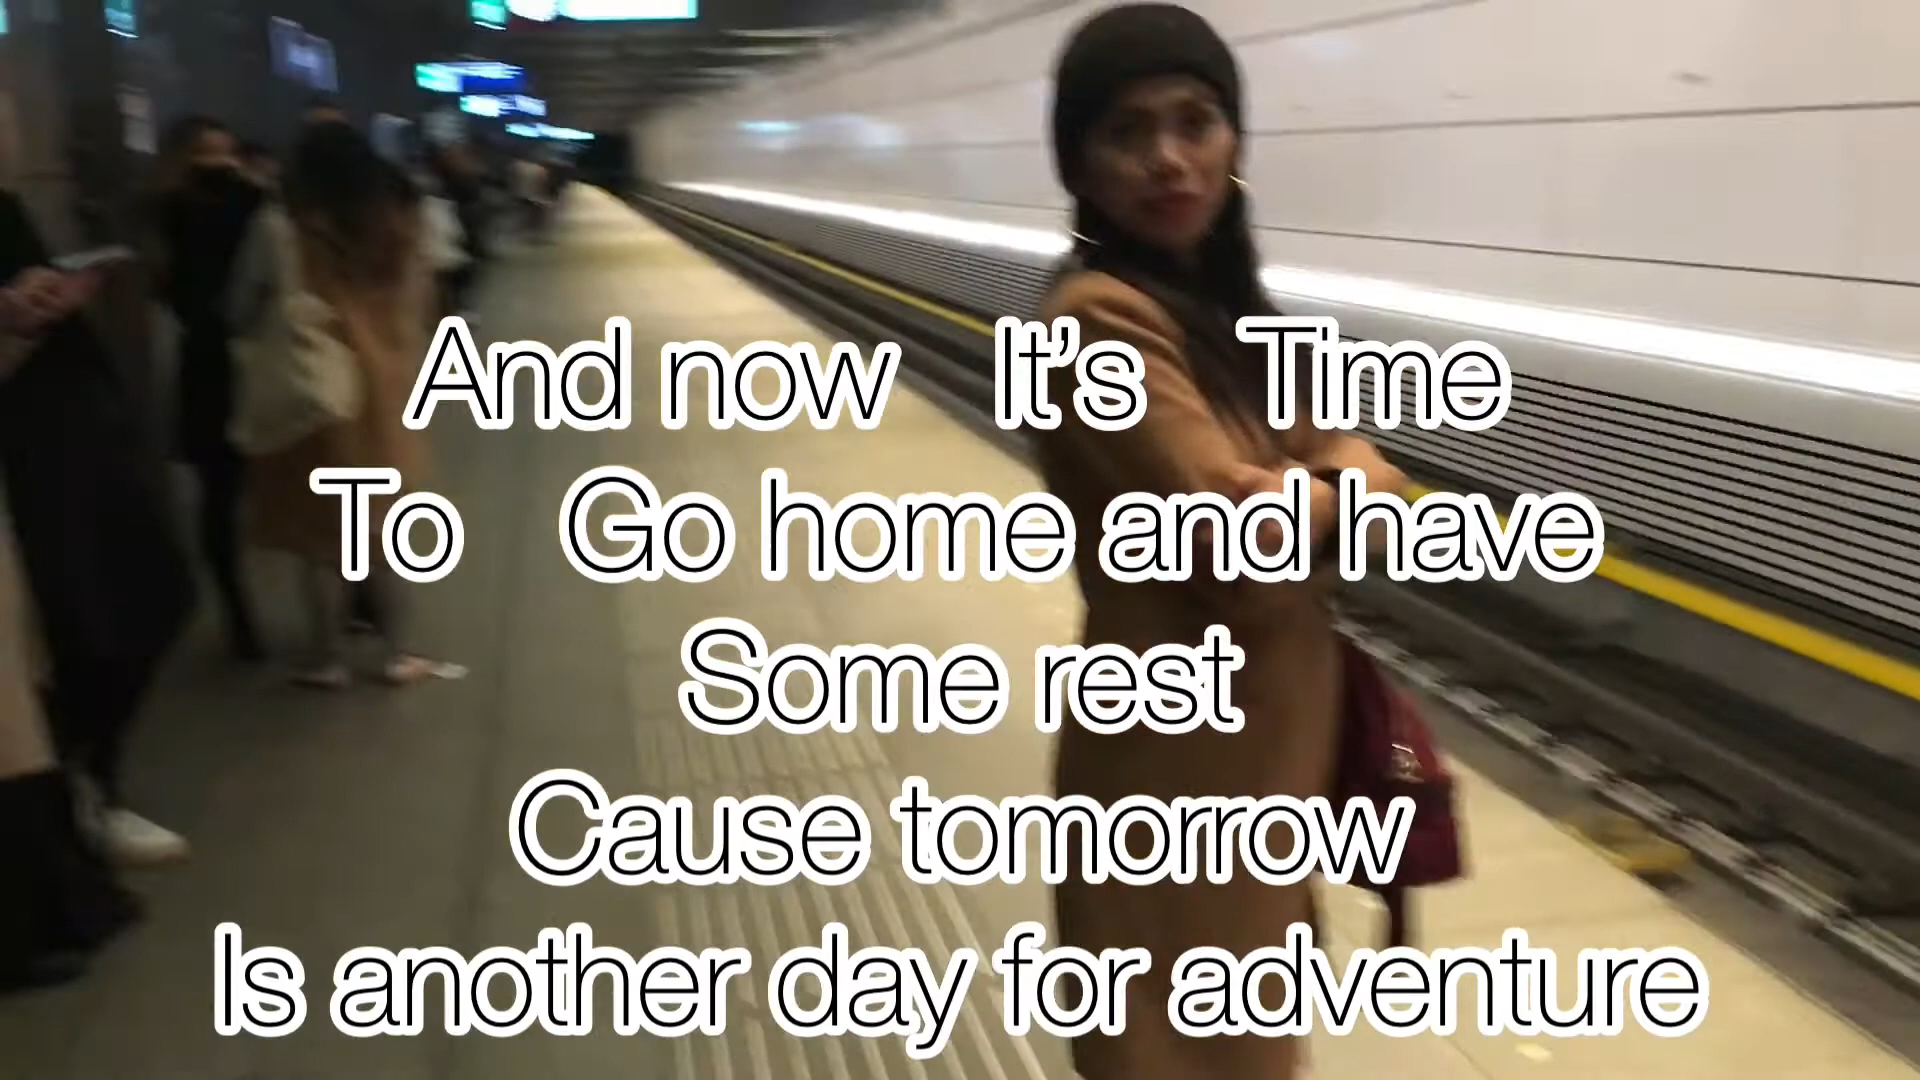 And now It’s Time
To Go home and have
Some rest
Cause tomorrow
Is another day for adventure